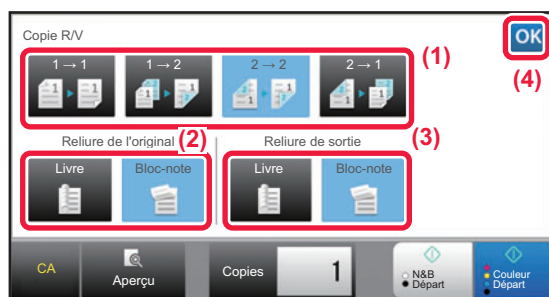 Copie R/V
OK
(1)
(4)
1 → 1
1 → 2
2 → 2
2 → 1
Reliure de l'original
(2)
Reliure de sortie
(3)
Livre
Bloc-note
Livre
Bloc-note
CA
Aperçu
Copies
1
N&B
Départ
Couleur
Départ